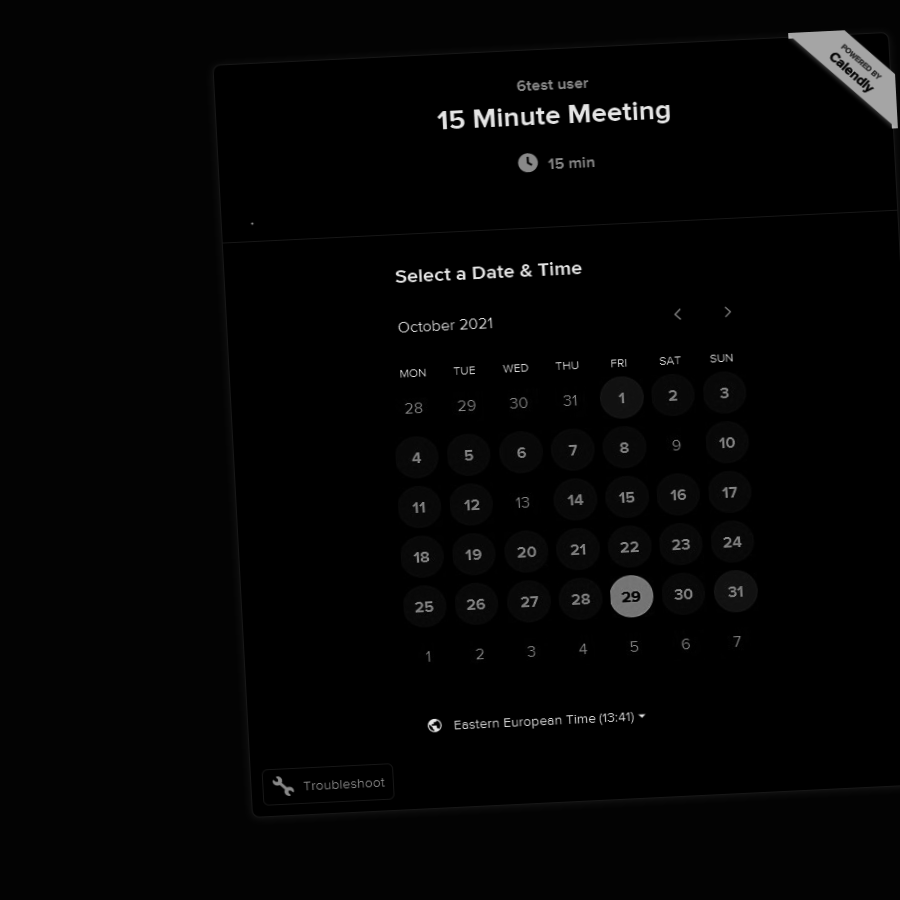 POWERED BY
Calendly
6test user
15 Minute Meeting
15 min
Select a Date & Time
October 2021
MON TUE WED THU FRI SAT SUN
28 29 30 31 1 2 3
4 5 6 7 8 9 10
11 12 13 14 15 16 17
18 19 20 21 22 23 24
25 26 27 28 29 30 31
1 2 3 4 5 6 7
Eastern European Time (13:41)
Troubleshoot